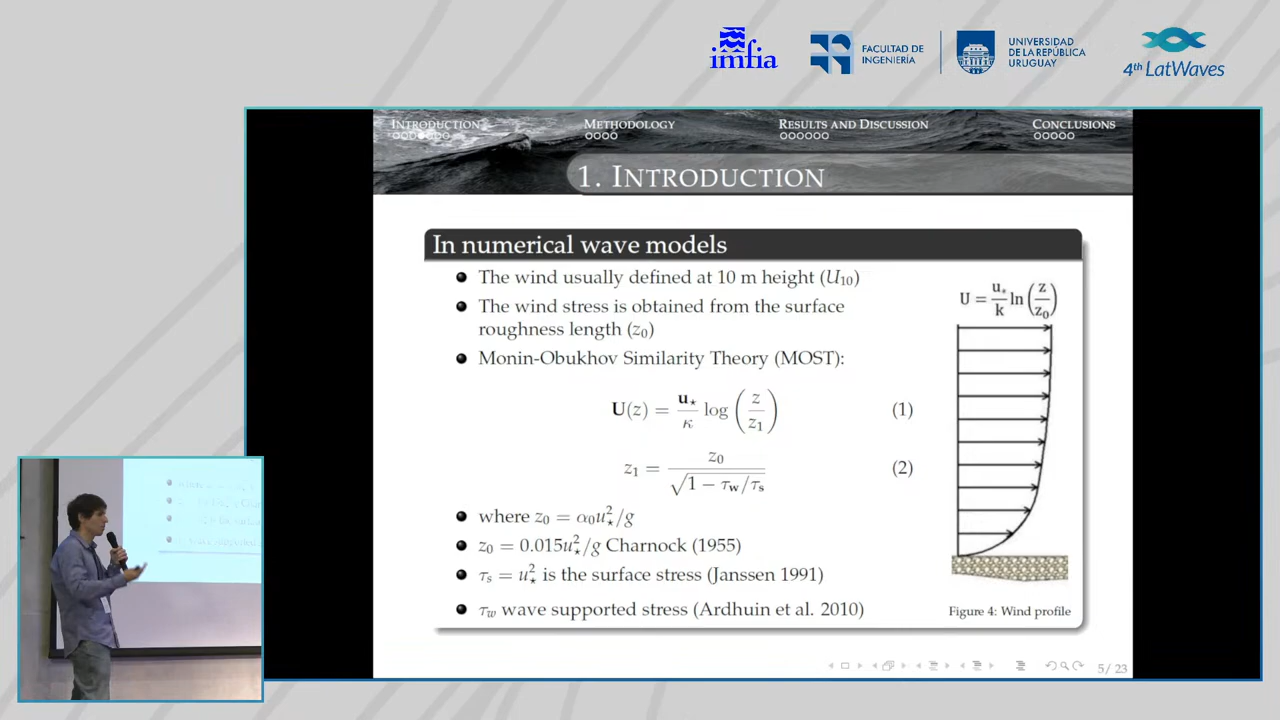 imfia
FACULTAD DE
INGENIERÍA
UNIVERSIDAD
DE LA REPÚBLICA
URUGUAY
4th LatWaves
INTRODUCTION
METHODOLOGY
RESULTS AND DISCUSSION
CONCLUSIONS
1. INTRODUCTION
In numerical wave models
The wind usually defined at 10 m height (U₁₀)
The wind stress is obtained from the surface
roughness length (z₀)
Monin-Obukhov Similarity Theory (MOST):
U(z) = u⋆/κ log (z/z₁) (1)
z₁ = z₀/√(1 − τw/τs) (2)
where z₀ = α₀u⋆²/g
z₀ = 0.015u⋆²/g Charnock (1955)
τs = u⋆² is the surface stress (Janssen 1991)
τw wave supported stress (Ardhuin et al. 2010)
U = u*/k ln (z/z₀)
Figure 4: Wind profile
5 / 23